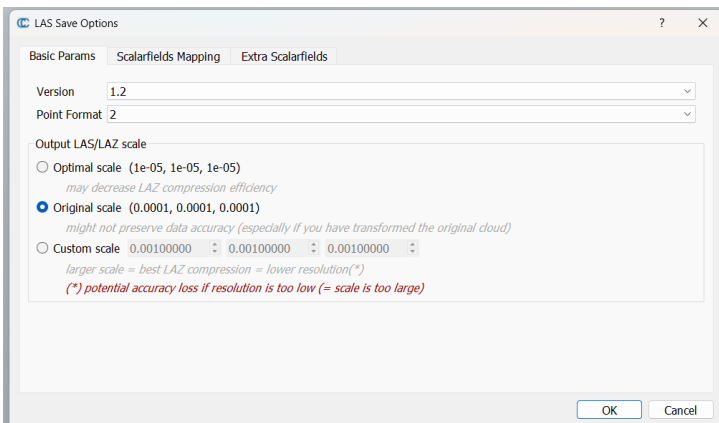 LAS Save Options ? X
Basic Params Scalarfields Mapping Extra Scalarfields
Version 1.2
Point Format 2
Output LAS/LAZ scale
Optimal scale (1e-05, 1e-05, 1e-05)
may decrease LAZ compression efficiency
Original scale (0.0001, 0.0001, 0.0001)
might not preserve data accuracy (especially if you have transformed the original cloud)
Custom scale 0.00100000 0.00100000 0.00100000
larger scale = best LAZ compression = lower resolution(*)
(*) potential accuracy loss if resolution is too low (= scale is too large)
OK Cancel